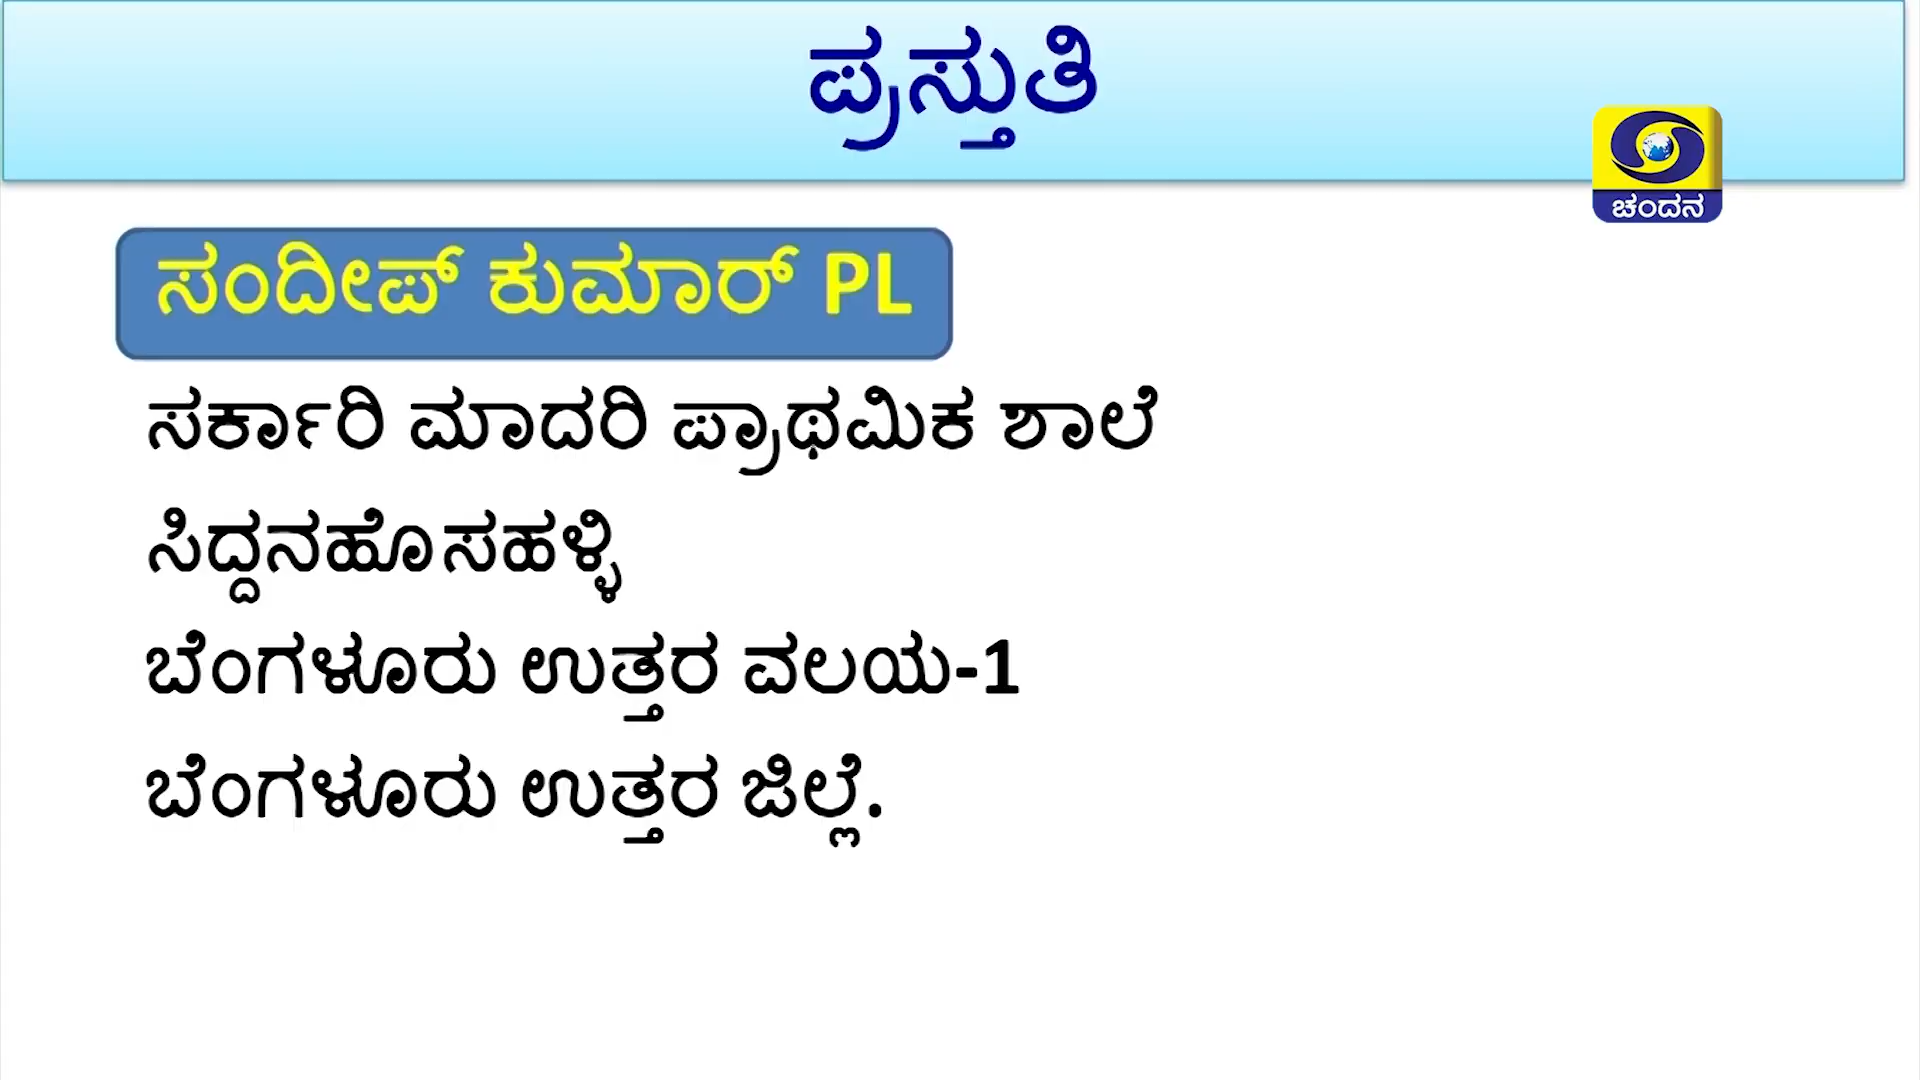 ಪ್ರಸ್ತುತಿ
ಚಂದನ
ಸಂದೀಪ್ ಕುಮಾರ್ PL
ಸರ್ಕಾರಿ ಮಾದರಿ ಪ್ರಾಥಮಿಕ ಶಾಲೆ
ಸಿದ್ದನಹೊಸಹಳ್ಳಿ
ಬೆಂಗಳೂರು ಉತ್ತರ ವಲಯ-1
ಬೆಂಗಳೂರು ಉತ್ತರ ಜಿಲ್ಲೆ.